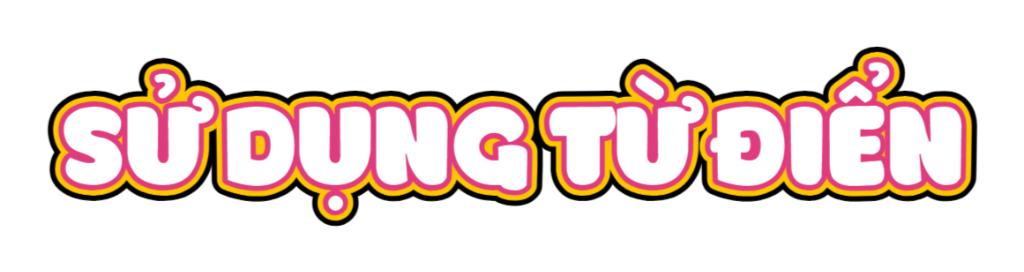 SỬ DỤNG TỪ ĐIỂN